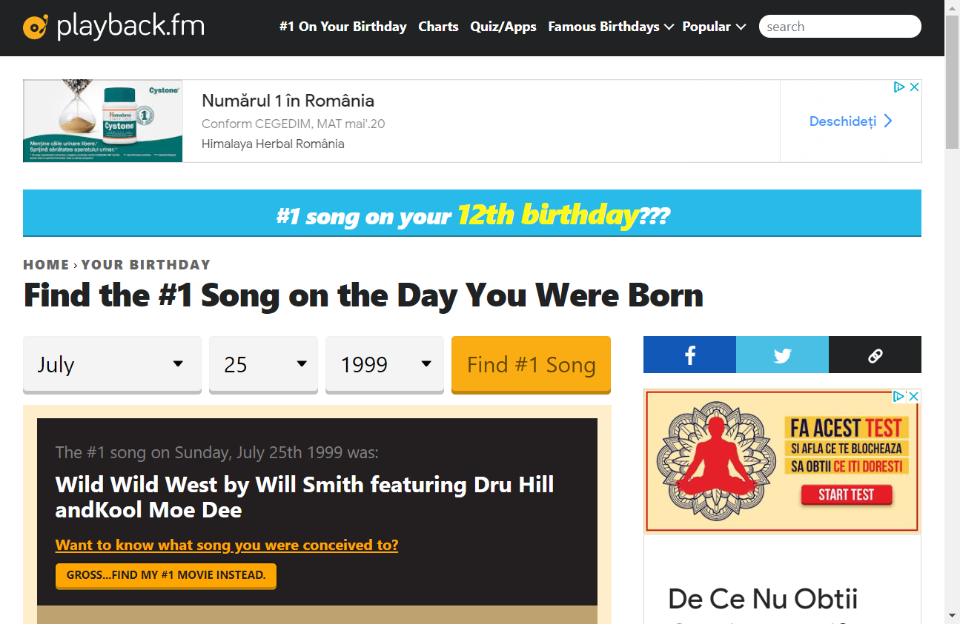 playback.fm
#1 On Your Birthday Charts Quiz/Apps Famous Birthdays Popular search
Cystone
Himalaya
Cystone
1
Menține căile urinare libere.
Sprijină sănătatea aparatului urinar.
Numărul 1 în România
Conform CEGEDIM, MAT mai'.20
Himalaya Herbal România
Deschideți
#1 song on your 12th birthday???
HOME › YOUR BIRTHDAY
Find the #1 Song on the Day You Were Born
July 25 1999 Find #1 Song
The #1 song on Sunday, July 25th 1999 was:
Wild Wild West by Will Smith featuring Dru Hill
andKool Moe Dee
Want to know what song you were conceived to?
GROSS...FIND MY #1 MOVIE INSTEAD.
FA ACEST TEST
SI AFLA CE TE BLOCHEAZA
SA OBTII CE ITI DORESTI
START TEST
De Ce Nu Obtii